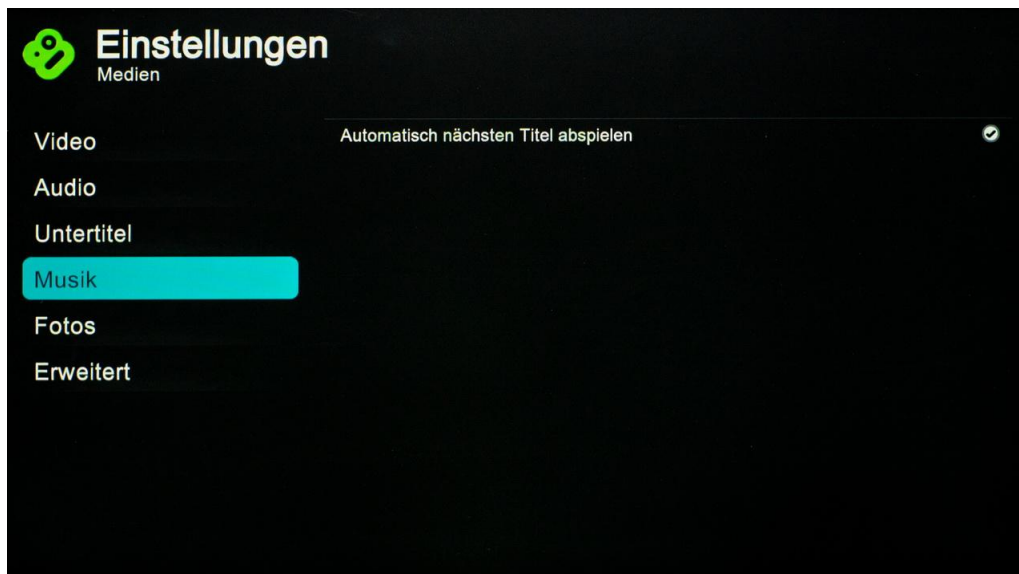 Einstellungen
Medien
Video
Audio
Untertitel
Musik
Fotos
Erweitert
Automatisch nächsten Titel abspielen